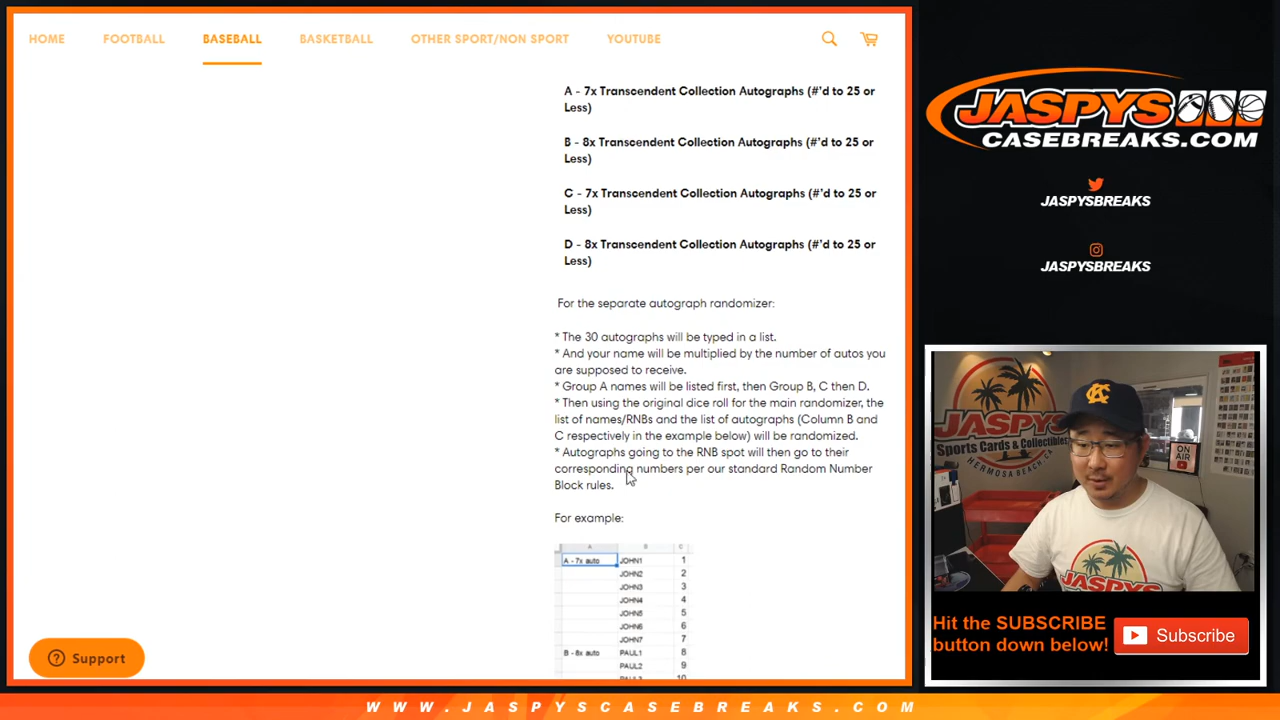 HOME
FOOTBALL
BASEBALL
BASKETBALL
OTHER SPORT/NON SPORT
YOUTUBE
A - 7x Transcendent Collection Autographs (#'d to 25 or
Less)
B - 8x Transcendent Collection Autographs (#'d to 25 or
Less)
C - 7x Transcendent Collection Autographs (#'d to 25 or
Less)
D - 8x Transcendent Collection Autographs (#'d to 25 or
Less)
For the separate autograph randomizer:
* The 30 autographs will be typed in a list.
* And your name will be multiplied by the number of autos you
are supposed to receive.
* Group A names will be listed first, then Group B, C then D.
* Then using the original dice roll for the main randomizer, the
list of names/RNBs and the list of autographs (Column B and
C respectively in the example below) will be randomized.
* Autographs going to the RNB spot will then go to their
corresponding numbers per our standard Random Number
Block rules.
For example:
A B C
A - 7x auto JOHN1 1
JOHN2 2
JOHN3 3
JOHN4 4
JOHN5 5
JOHN6 6
JOHN7 7
B - 8x auto PAUL1 8
PAUL2 9
PAUL3 10
Support
JASPYS
CASEBREAKS.COM
JASPYSBREAKS
JASPYSBREAKS
JASPYS
Sports Cards & Collectibles
HERMOSA BEACH
ON AIR
JASPYS
Hit the SUBSCRIBE
button down below!
Subscribe
WWW.JASPYSCASEBREAKS.COM